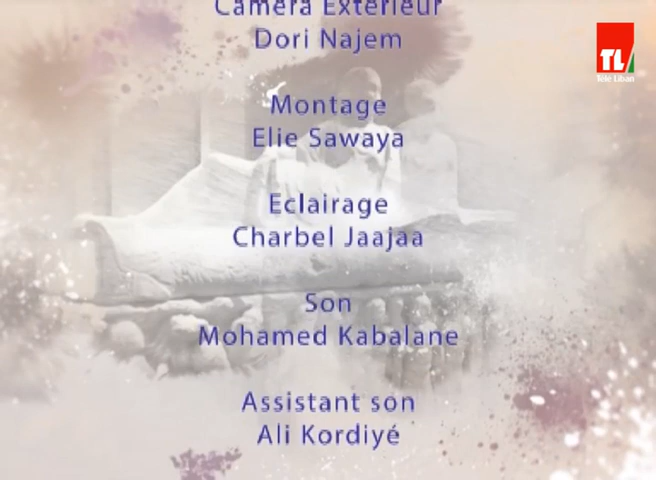 Caméra Extérieur
Dori Najem
Montage
Elie Sawaya
Eclairage
Charbel Jaajaa
Son
Mohamed Kabalane
Assistant son
Ali Kordiyé
TL
Télé Liban